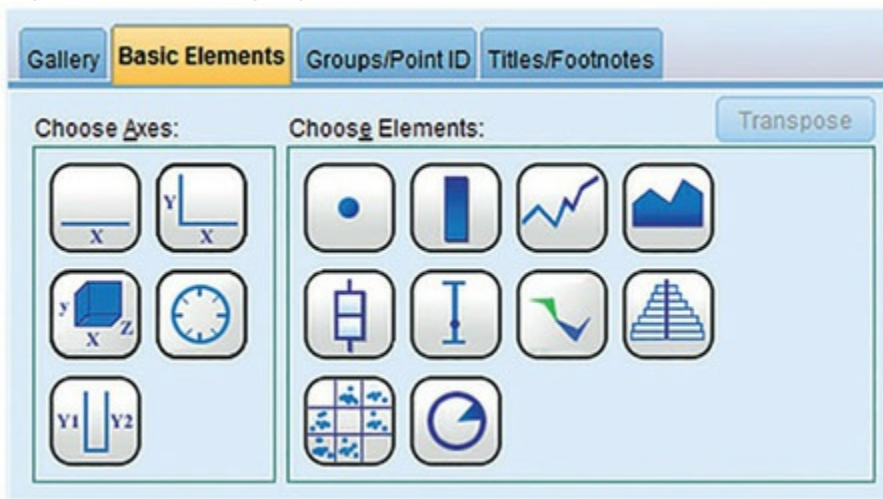 Gallery Basic Elements Groups/Point ID Titles/Footnotes
Choose Axes: Choose Elements: Transpose
X
Y X
y X Z
Y1 Y2